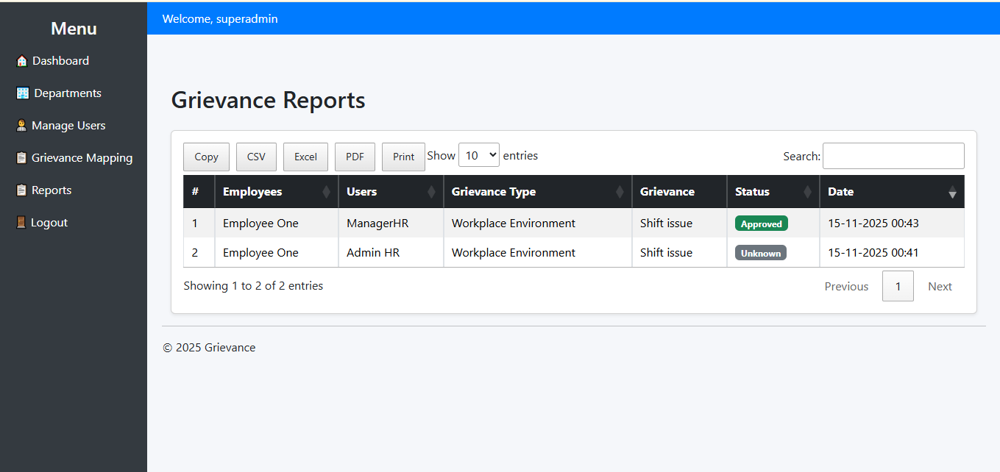 Menu
Dashboard
Departments
Manage Users
Grievance Mapping
Reports
Logout
Welcome, superadmin
Grievance Reports
Copy CSV Excel PDF Print Show 10 entries Search:
# Employees Users Grievance Type Grievance Status Date
1 Employee One ManagerHR Workplace Environment Shift issue Approved 15-11-2025 00:43
2 Employee One Admin HR Workplace Environment Shift issue Unknown 15-11-2025 00:41
Showing 1 to 2 of 2 entries Previous 1 Next
© 2025 Grievance